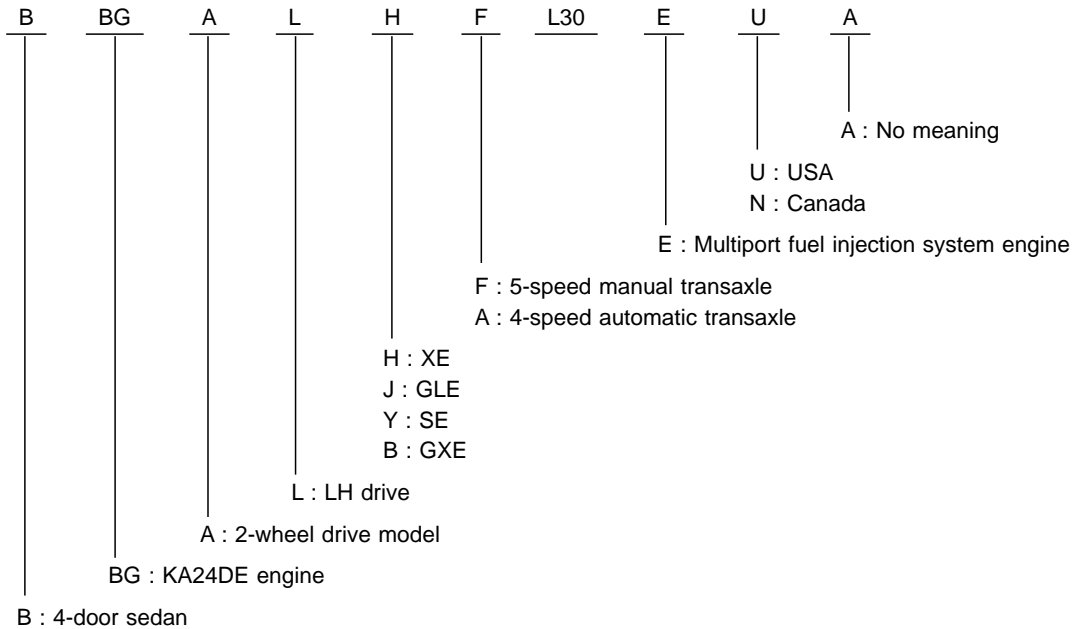 B BG A L H F L30 E U A
A : No meaning
U : USA
N : Canada
E : Multiport fuel injection system engine
F : 5-speed manual transaxle
A : 4-speed automatic transaxle
H : XE
J : GLE
Y : SE
B : GXE
L : LH drive
A : 2-wheel drive model
BG : KA24DE engine
B : 4-door sedan